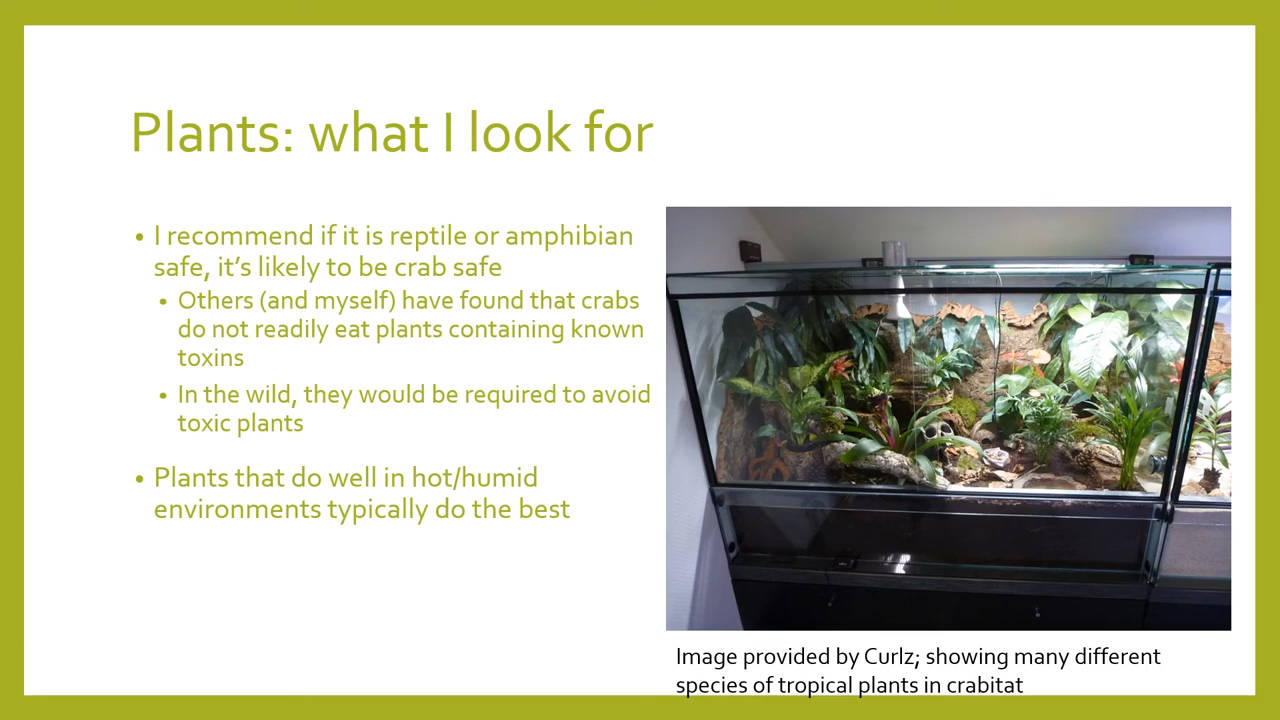 Plants: what I look for
• I recommend if it is reptile or amphibian
safe, it’s likely to be crab safe
• Others (and myself) have found that crabs
do not readily eat plants containing known
toxins
• In the wild, they would be required to avoid
toxic plants
• Plants that do well in hot/humid
environments typically do the best
Image provided by Curlz; showing many different
species of tropical plants in crabitat